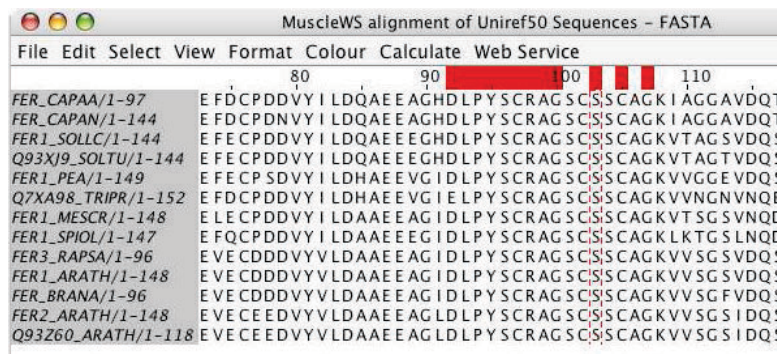 MuscleWS alignment of Uniref50 Sequences – FASTA
File Edit Select View Format Colour Calculate Web Service
80 90 100 110
FER_CAPAA/1-97 EFDCPDDVYILDQAEEAGHDLPYSCRAGSCSSCAGKIAGGAVDQT
FER_CAPAN/1-144 EFDCPDNVYILDQAEEAGHDLPYSCRAGSCSSCAGKIAGGAVDQT
FER1_SOLLC/1-144 EFECPDDVYILDQAEEEGHDLPYSCRAGSCSSCAGKVTAGSVDQS
Q93XJ9_SOLTU/1-144 EFECPDDVYILDQAEEEGHDLPYSCRAGSCSSCAGKVTAGTVDQS
FER1_PEA/1-149 EFECPSDVYILDHAEEVGIDLPYSCRAGSCSSCAGKVVGGEVDQS
Q7XA98_TRIPR/1-152 EFDCPDDVYILDHAEEVGIELPYSCRAGSCSSCAGKVVNGNVNQE
FER1_MESCR/1-148 ELECPDDVYILDAAEEAGIDLPYSCRAGSCSSCAGKVTSGSVNQD
FER1_SPIOL/1-147 EFQCPDDVYILDAAEEEGIDLPYSCRAGSCSSCAGKLKTGSLNQD
FER3_RAPSA/1-96 EVECDDDVYVLDAAEEAGIDLPYSCRAGSCSSCAGKVVSGSVDQS
FER1_ARATH/1-148 EVECDDDVYVLDAAEEAGIDLPYSCRAGSCSSCAGKVVSGSVDQS
FER_BRANA/1-96 EVECDDDVYVLDAAEEAGIDLPYSCRAGSCSSCAGKVVSGFVDQS
FER2_ARATH/1-148 EVECEEDVYVLDAAEEAGLDLPYSCRAGSCSSCAGKVVSGSIDQS
Q93Z60_ARATH/1-118 EVECEEDVYVLDAAEEAGLDLPYSCRAGSCSSCAGKVVSGSIDQS